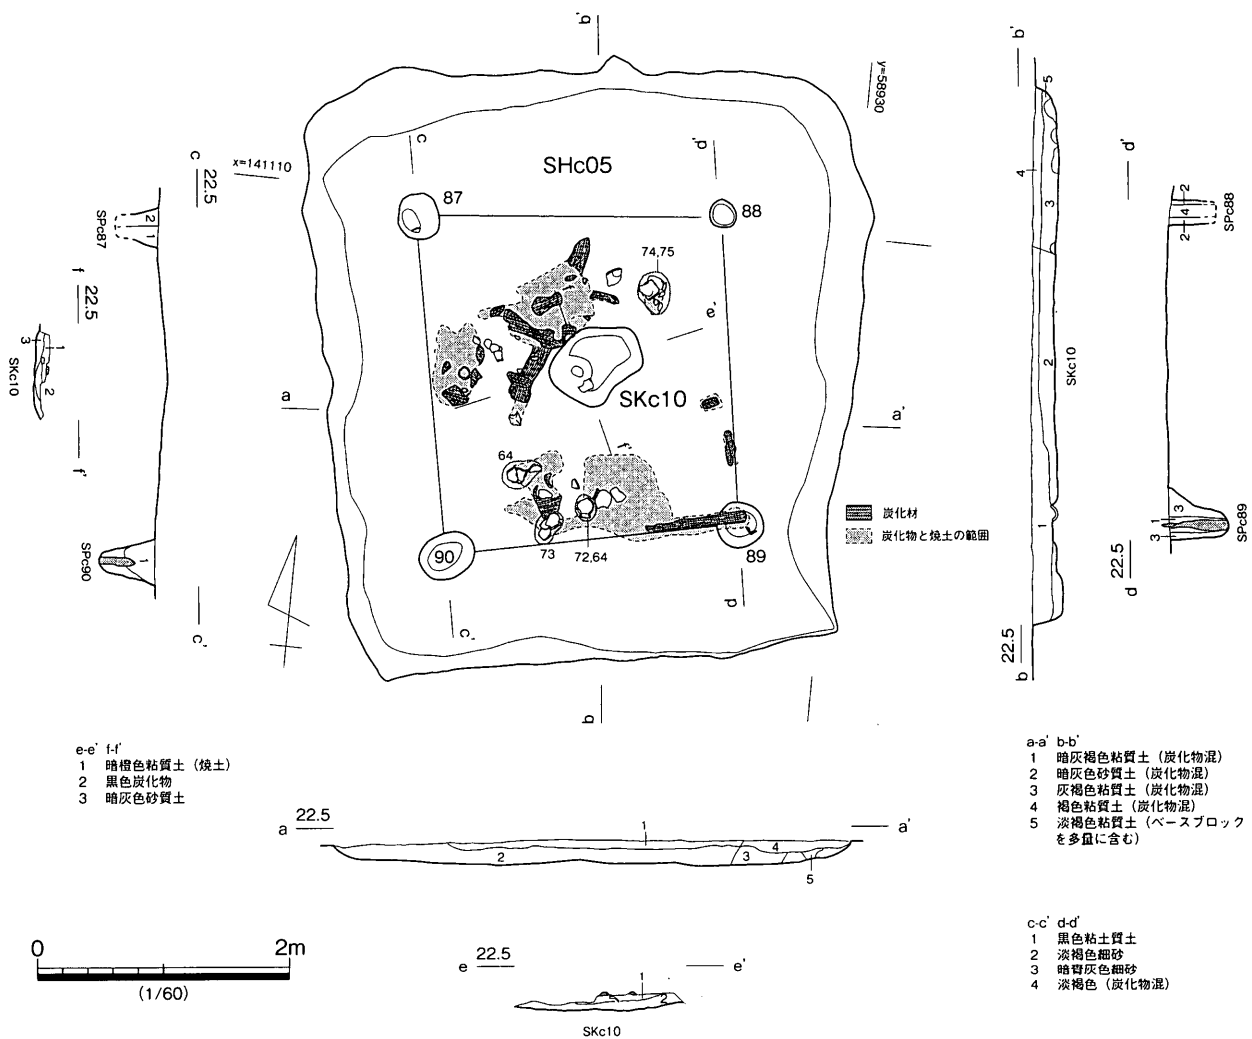 b'
y=58930
c
d'
SHc05
x=141110
c
22.5
87
88
SPc87
2
1
74,75
f
22.5
e'
3
1
2
SKc10
SKc10
a
a'
f'
f'
64
73
72,64
90
89
SPc90
1
c'
c'
d
b
炭化材
炭化物と焼土の範囲
b'
5
4
3
2
1
SKc10
22.5
b
d'
2
4
2
SPc88
3
1
3
SPc89
22.5
d
e-e' f-f'
1 暗橙色粘質土(焼土)
2 黒色炭化物
3 暗灰色砂質土
a-a' b-b'
1 暗灰褐色粘質土(炭化物混)
2 暗灰色砂質土(炭化物混)
3 灰褐色粘質土(炭化物混)
4 褐色粘質土(炭化物混)
5 淡褐色粘質土(ベースブロック
を多量に含む)
a 22.5
a'
1
2
3
4
5
c-c' d-d'
1 黒色粘土質土
2 淡褐色細砂
3 暗青灰色細砂
4 淡褐色(炭化物混)
0 2m
(1/60)
e 22.5
e'
1
2
SKc10